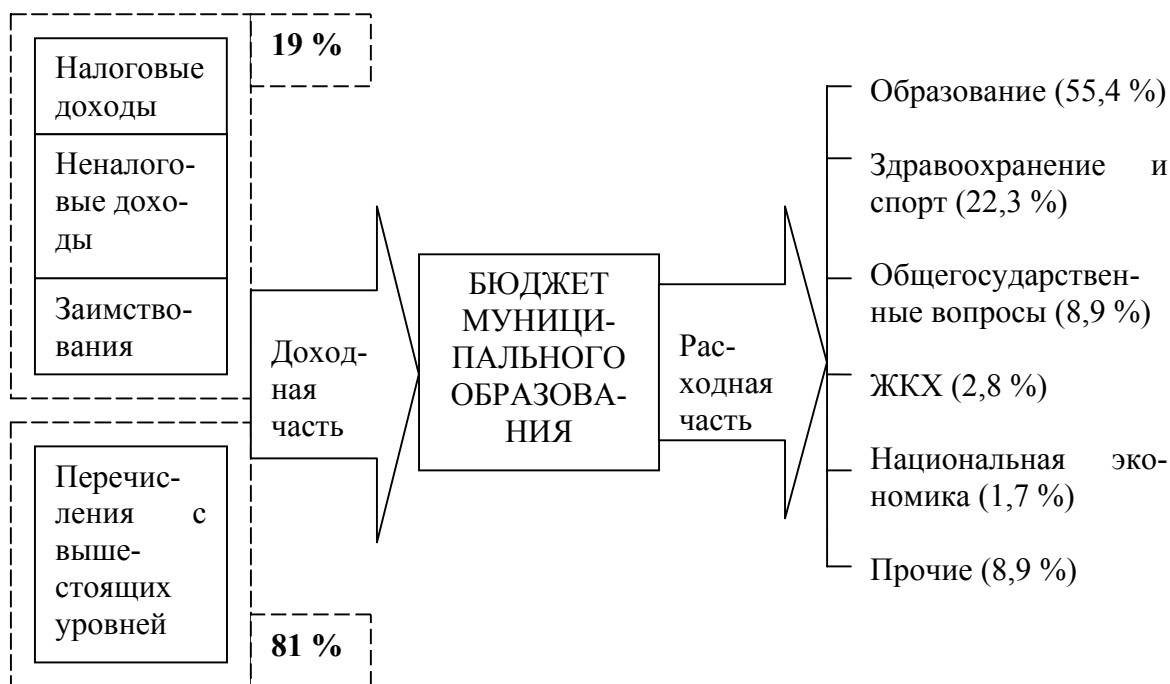 19 %
Налоговые
доходы
Неналого-
вые дохо-
ды
Заимство-
вания
Перечис-
ления с
выше-
стоящих
уровней
81 %
Доход-
ная
часть
БЮДЖЕТ
МУНИЦИ-
ПАЛЬНОГО
ОБРАЗОВА-
НИЯ
Рас-
ходная
часть
Образование (55,4 %)
Здравоохранение и
спорт (22,3 %)
Общегосударствен-
ные вопросы (8,9 %)
ЖКХ (2,8 %)
Национальная эко-
номика (1,7 %)
Прочие (8,9 %)